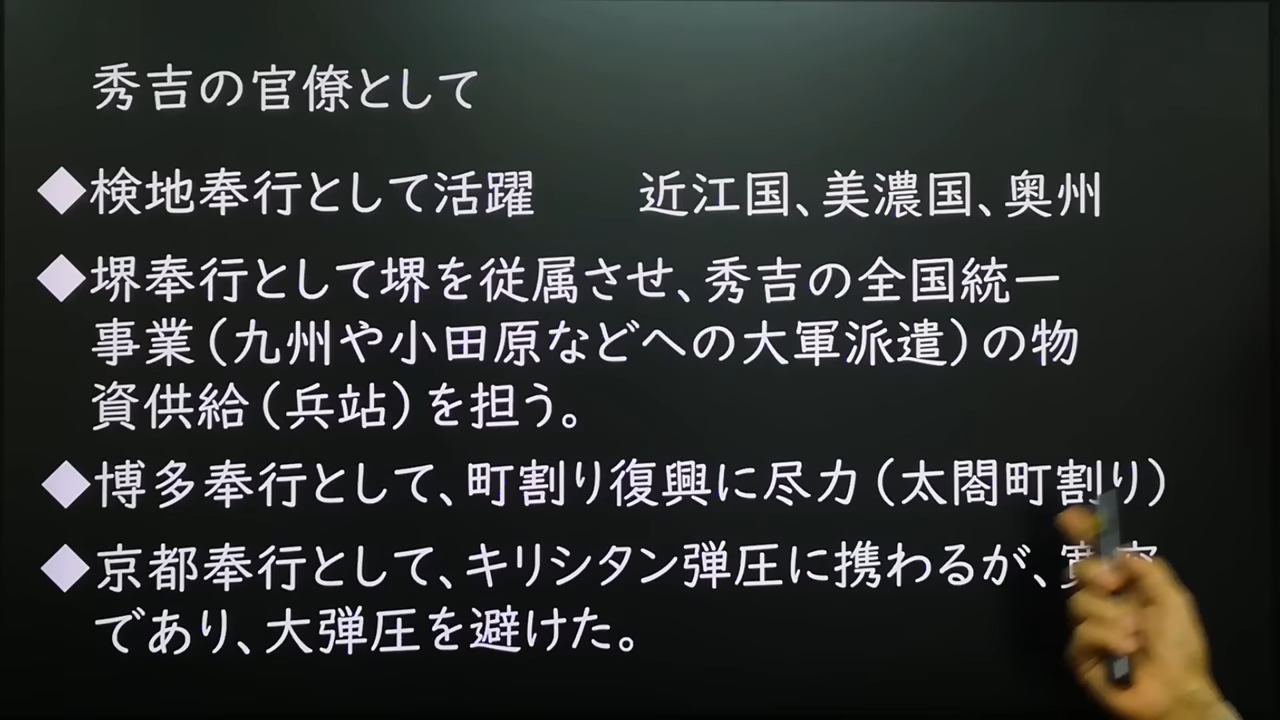 秀吉の官僚として
◆検地奉行として活躍　　近江国、美濃国、奥州
◆堺奉行として堺を従属させ、秀吉の全国統一
事業（九州や小田原などへの大軍派遣）の物
資供給（兵站）を担う。
◆博多奉行として、町割り復興に尽力（太閤町割り）
◆京都奉行として、キリシタン弾圧に携わるが、
であり、大弾圧を避けた。